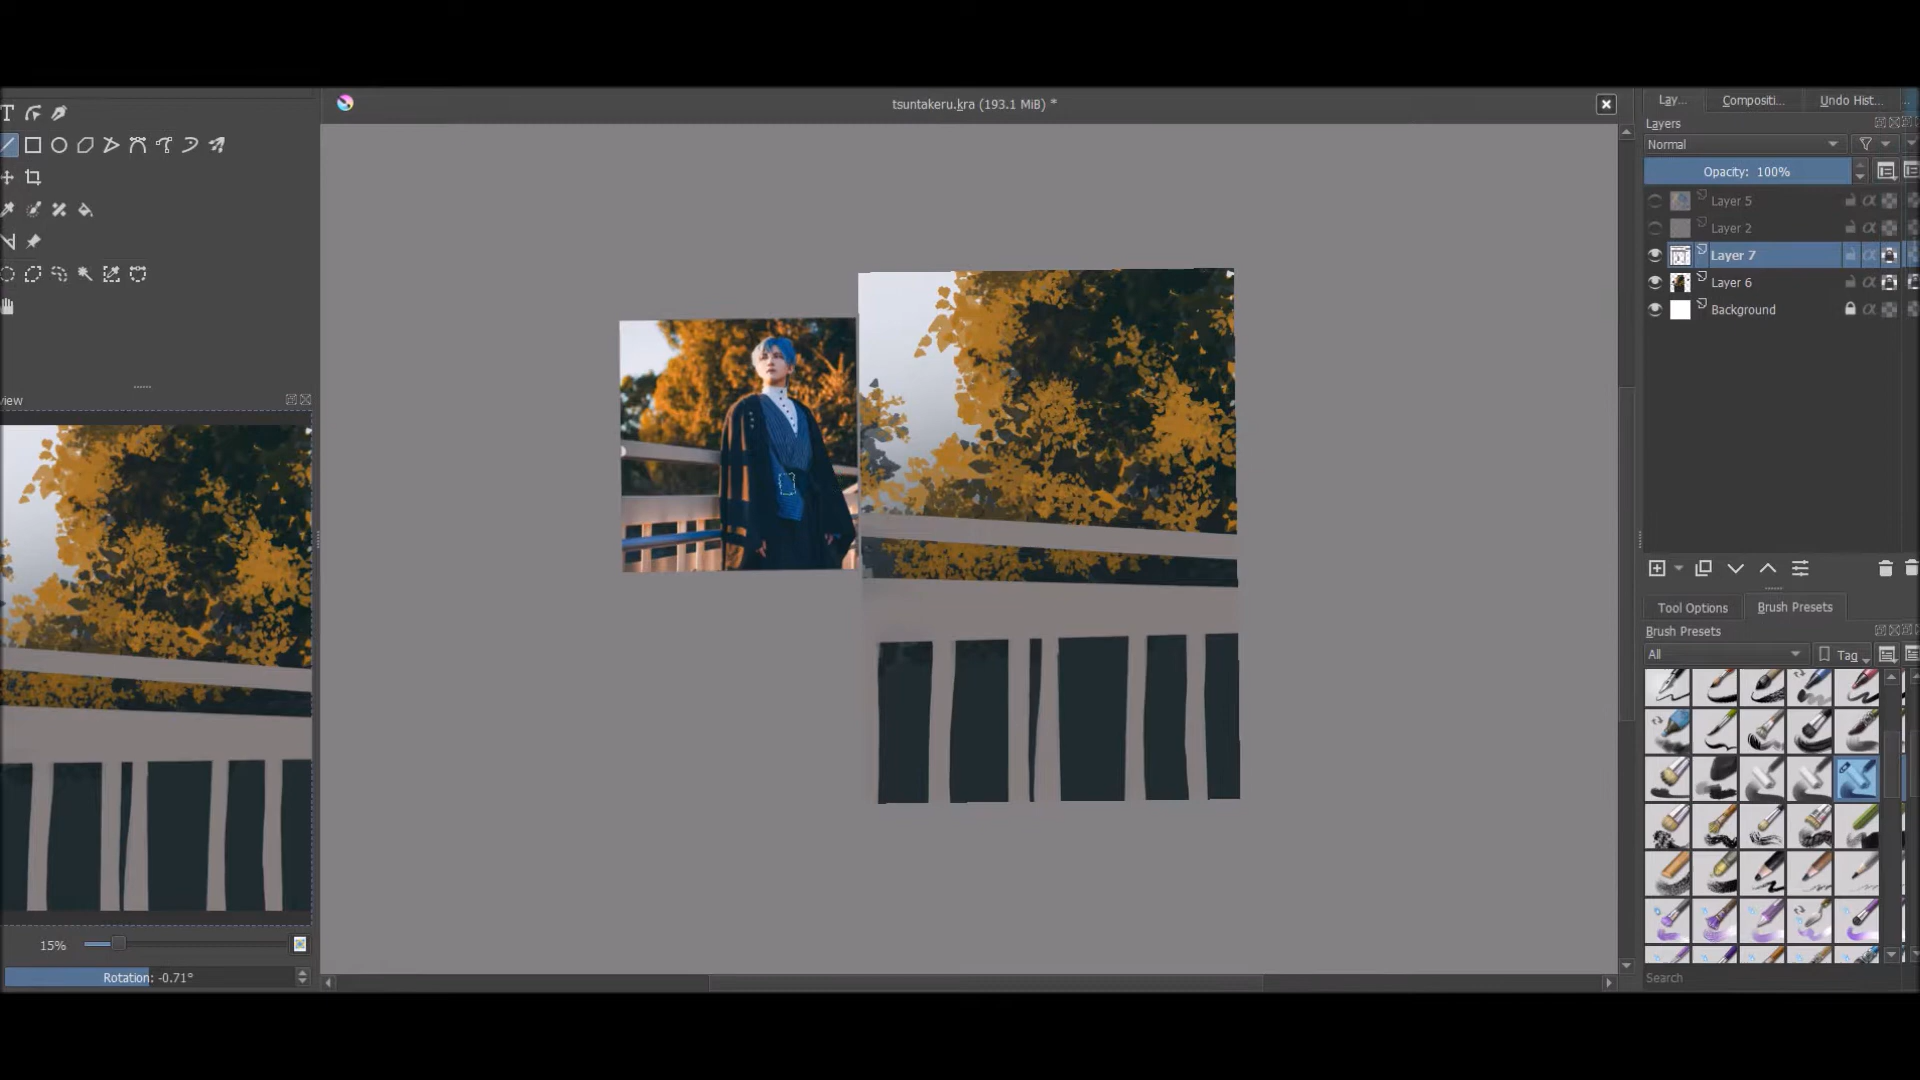 tsuntakeru.kra (193.1 MiB) *
Lay...
Compositi...
Undo Hist...
Layers
Normal
Opacity: 100%
Layer 5
Layer 2
Layer 7
Layer 6
Background
view
15%
Rotation: -0.71°
Tool Options
Brush Presets
Brush Presets
All
Tag
Search